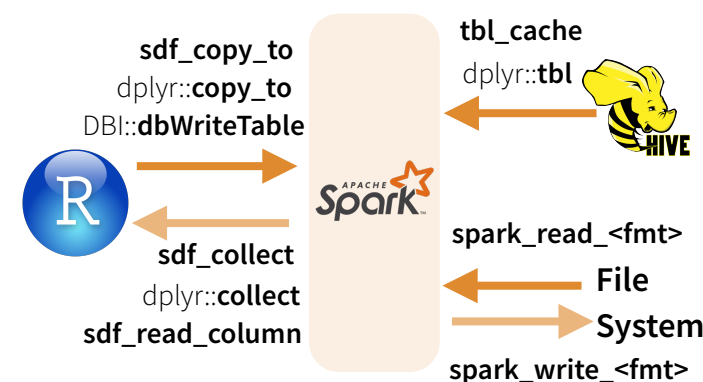 sdf_copy_to
dplyr::copy_to
DBI::dbWriteTable
R
sdf_collect
dplyr::collect
sdf_read_column
APACHE
Spark™
tbl_cache
dplyr::tbl
HIVE
spark_read_<fmt>
File
System
spark_write_<fmt>